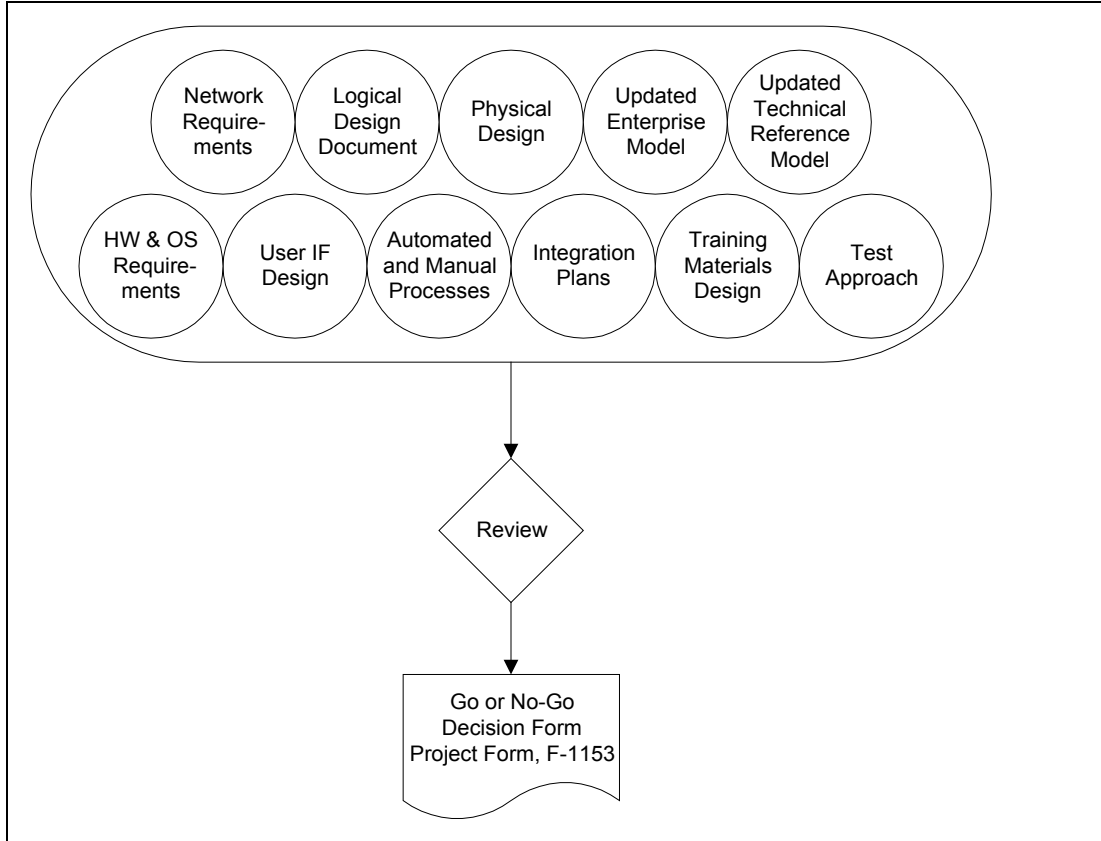 Network
Require-
ments
Logical
Design
Document
Physical
Design
Updated
Enterprise
Model
Updated
Technical
Reference
Model
HW & OS
Require-
ments
User IF
Design
Automated
and Manual
Processes
Integration
Plans
Training
Materials
Design
Test
Approach
Review
Go or No-Go
Decision Form
Project Form, F-1153